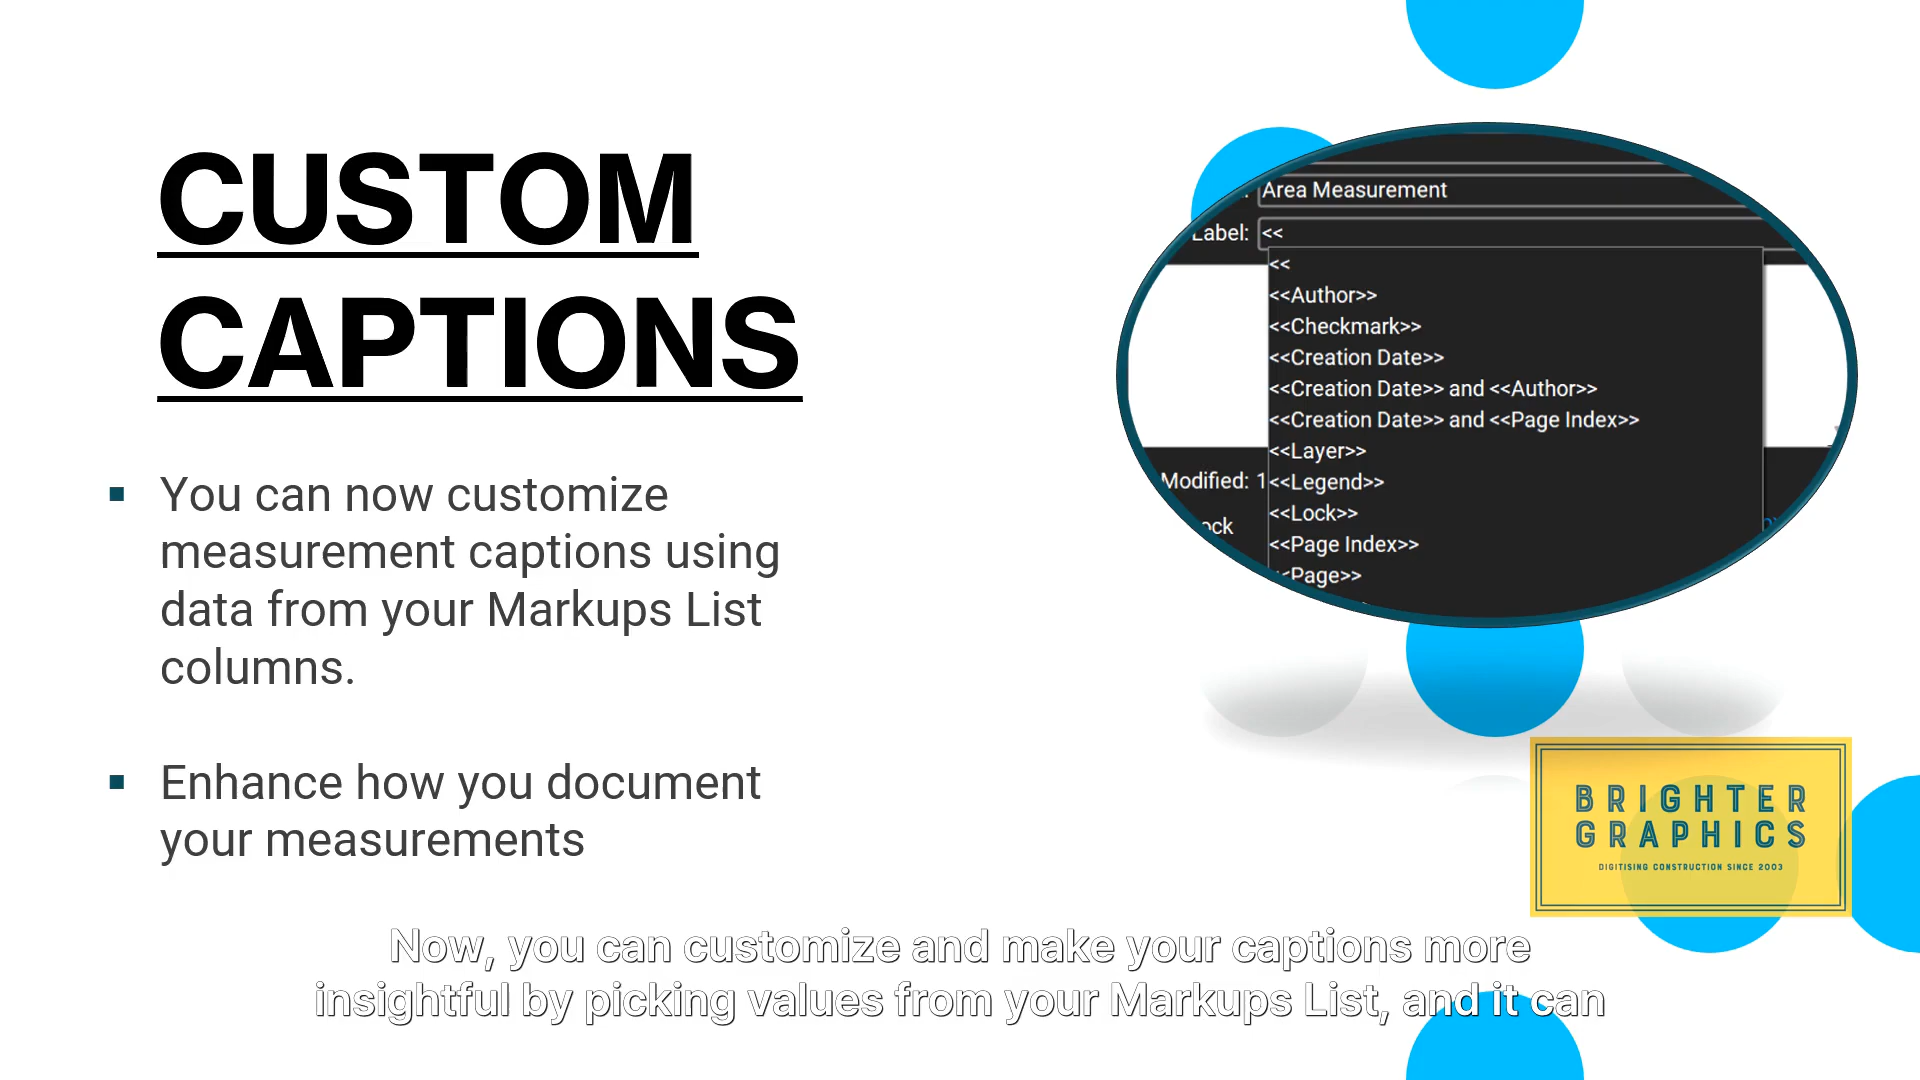 CUSTOM
CAPTIONS
You can now customize
measurement captions using
data from your Markups List
columns.
Enhance how you document
your measurements
Area Measurement
Label: <<
<<
<<Author>>
<<Checkmark>>
<<Creation Date>>
<<Creation Date>> and <<Author>>
<<Creation Date>> and <<Page Index>>
<<Layer>>
<<Legend>>
Modified: 1
<<Lock>>
ock
<<Page Index>>
<Page>>
BRIGHTER
GRAPHICS
DIGITISING CONSTRUCTION SINCE 2003
Now, you can customize and make your captions more
insightful by picking values from your Markups List, and it can